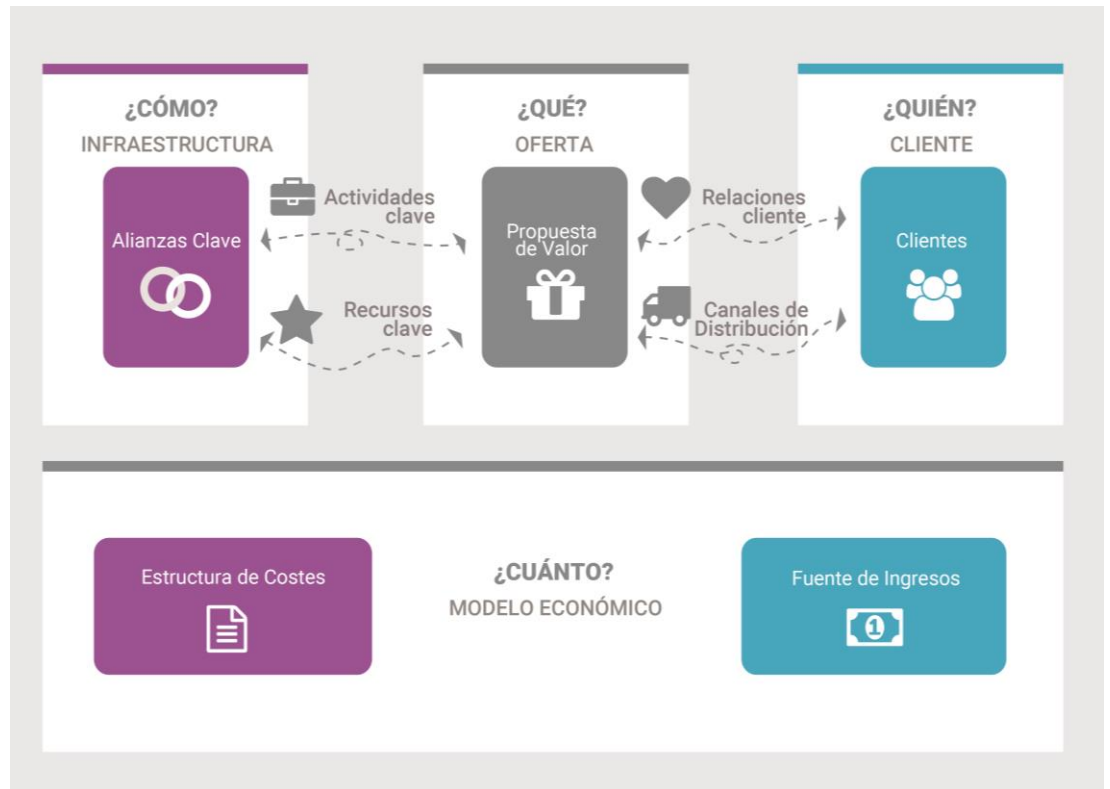 ¿CÓMO?
INFRAESTRUCTURA
Alianzas Clave
Actividades
clave
Recursos
clave
¿QUÉ?
OFERTA
Propuesta
de Valor
Relaciones
cliente
Canales de
Distribución
¿QUIÉN?
CLIENTE
Clientes
Estructura de Costes
¿CUÁNTO?
MODELO ECONÓMICO
Fuente de Ingresos
1